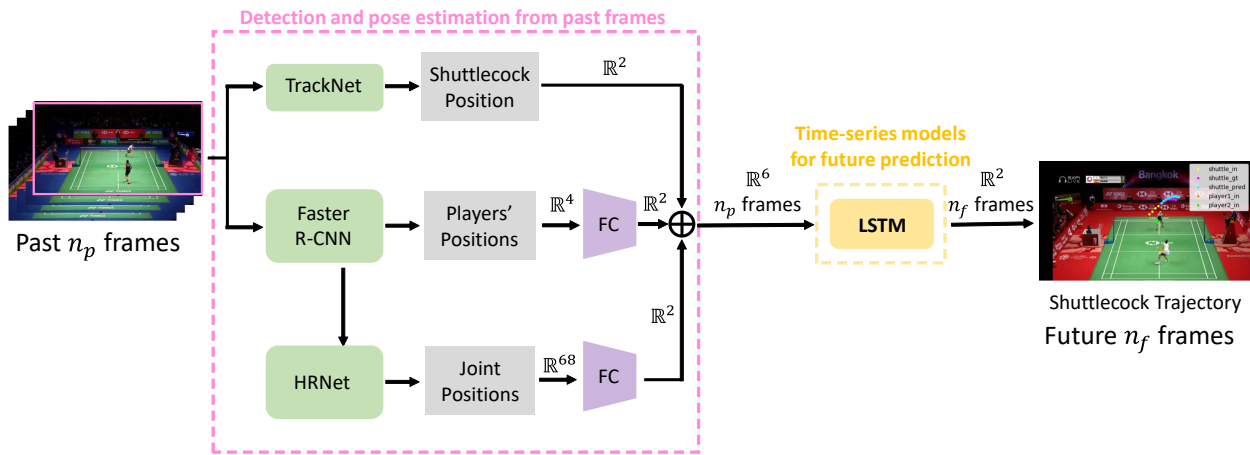 Detection and pose estimation from past frames
TrackNet
Shuttlecock
Position
ℝ²
Past n_p frames
Faster
R-CNN
Players'
Positions
ℝ⁴
FC
ℝ²
ℝ⁶
n_p frames
HRNet
Joint
Positions
ℝ⁶⁸
FC
ℝ²
Time-series models
for future prediction
LSTM
ℝ²
n_f frames
Bangkok
shuttle_in
shuttle_gt
shuttle_pred
player1_in
player2_in
Shuttlecock Trajectory
Future n_f frames